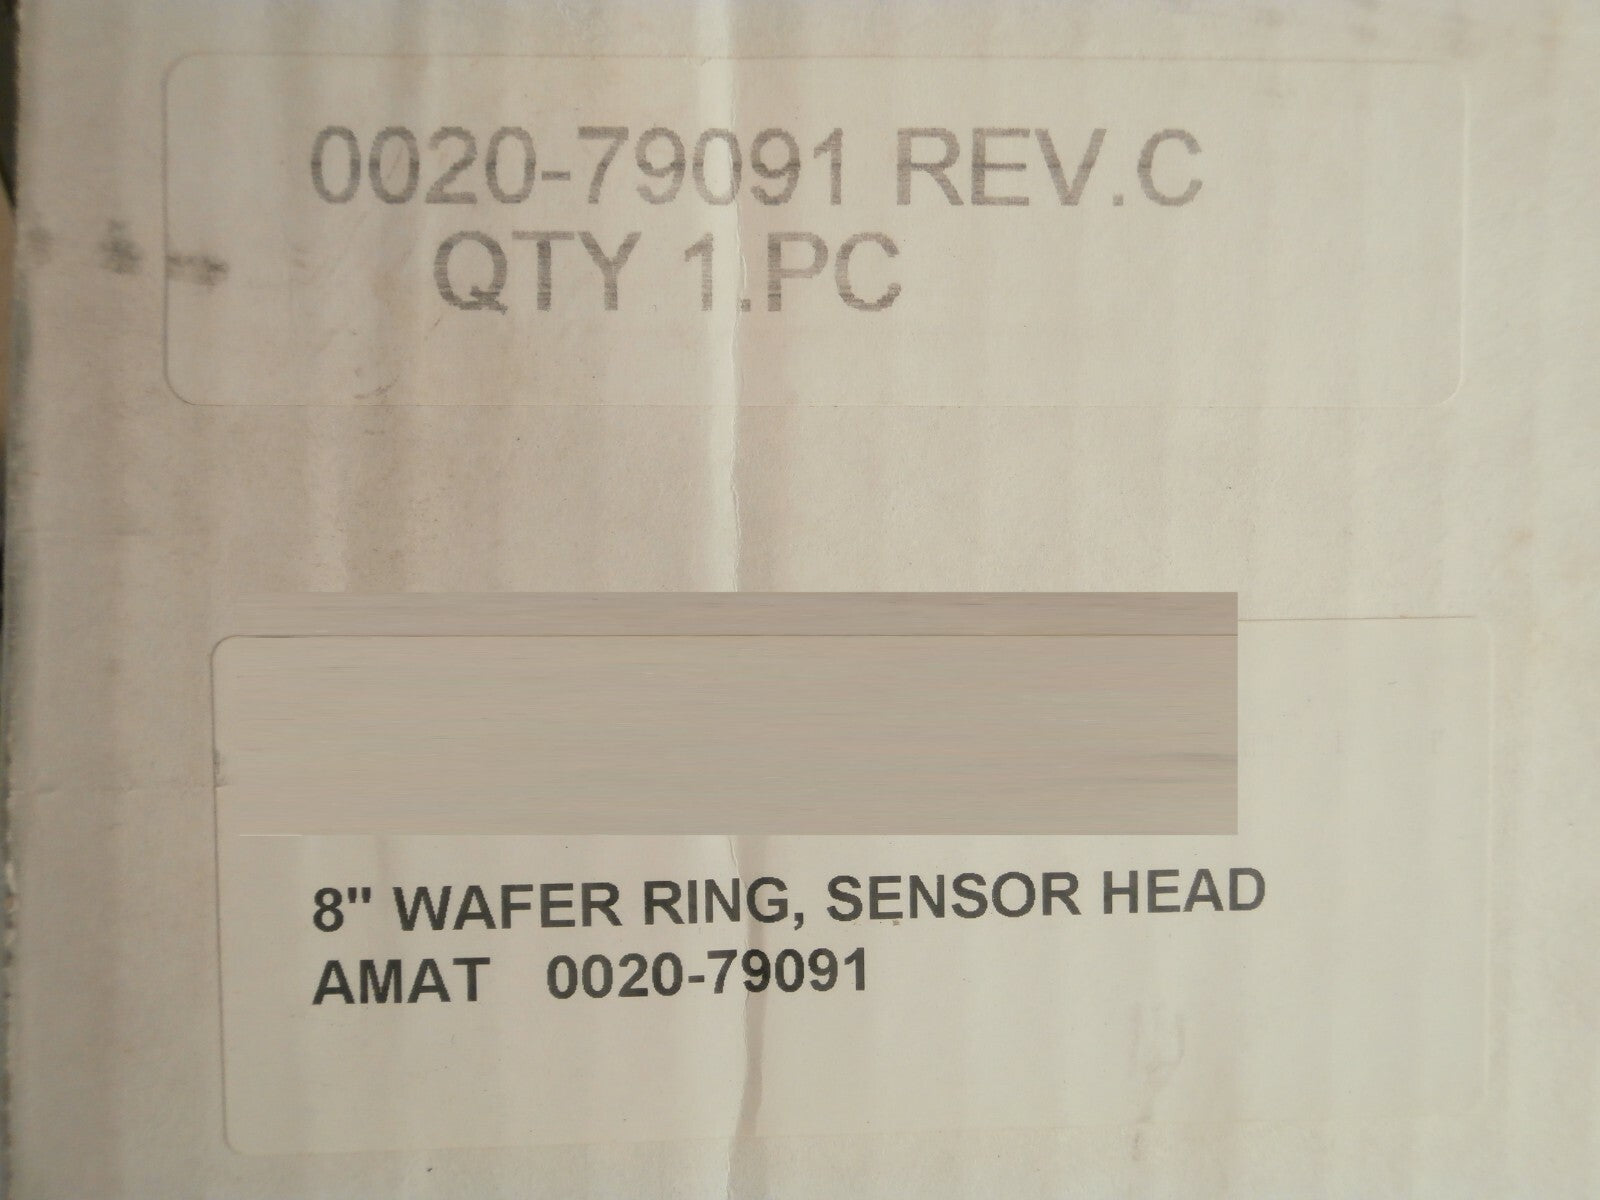 0020-79091 REV.C
QTY 1.PC
8" WAFER RING, SENSOR HEAD
AMAT 0020-79091